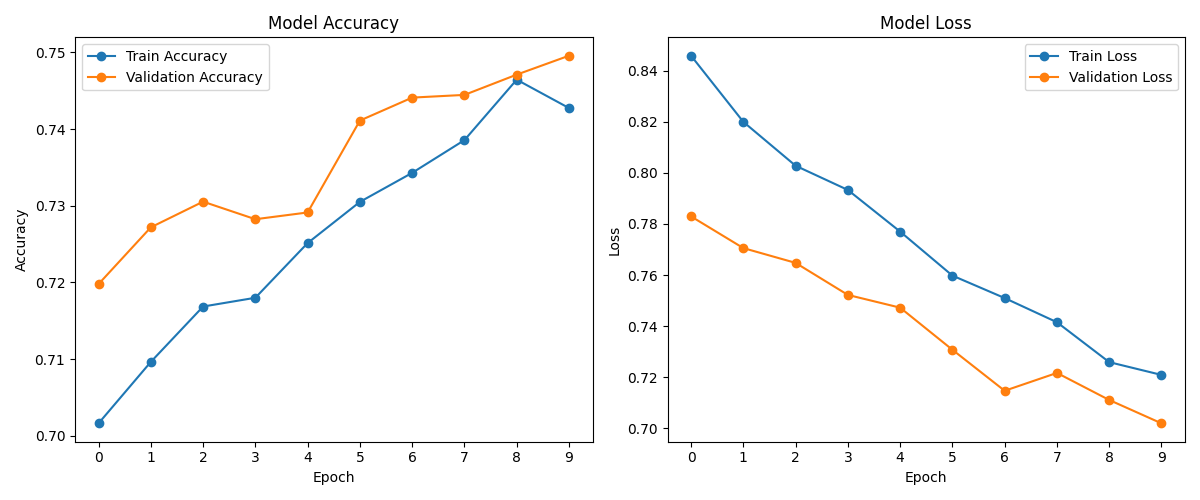 Model Accuracy
Train Accuracy
Validation Accuracy
0.75
0.74
0.73
0.72
0.71
0.70
Accuracy
0 1 2 3 4 5 6 7 8 9
Epoch
Model Loss
Train Loss
Validation Loss
0.84
0.82
0.80
0.78
0.76
0.74
0.72
0.70
Loss
0 1 2 3 4 5 6 7 8 9
Epoch